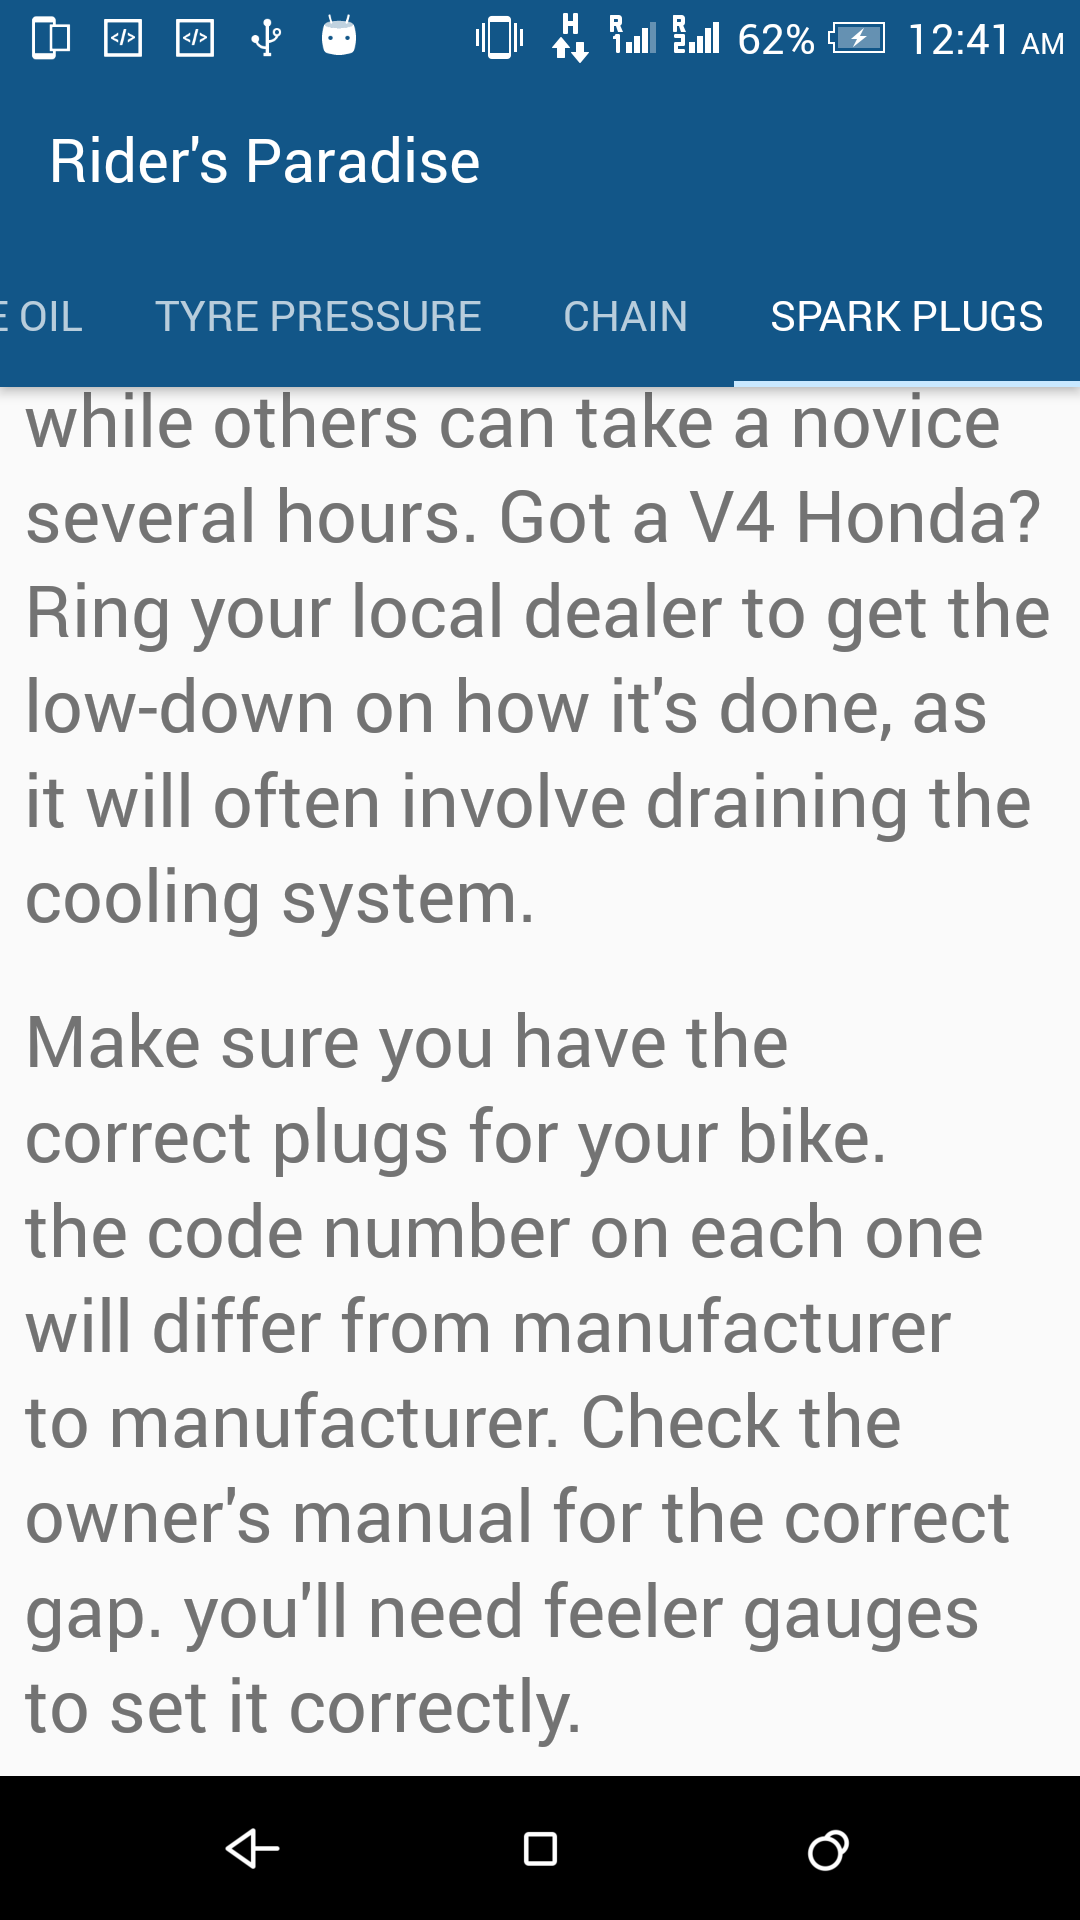 H R 1 R 2 62% 12:41 AM
Rider's Paradise
E OIL TYRE PRESSURE CHAIN SPARK PLUGS
while others can take a novice
several hours. Got a V4 Honda?
Ring your local dealer to get the
low-down on how it's done, as
it will often involve draining the
cooling system.
Make sure you have the
correct plugs for your bike.
the code number on each one
will differ from manufacturer
to manufacturer. Check the
owner's manual for the correct
gap. you'll need feeler gauges
to set it correctly.